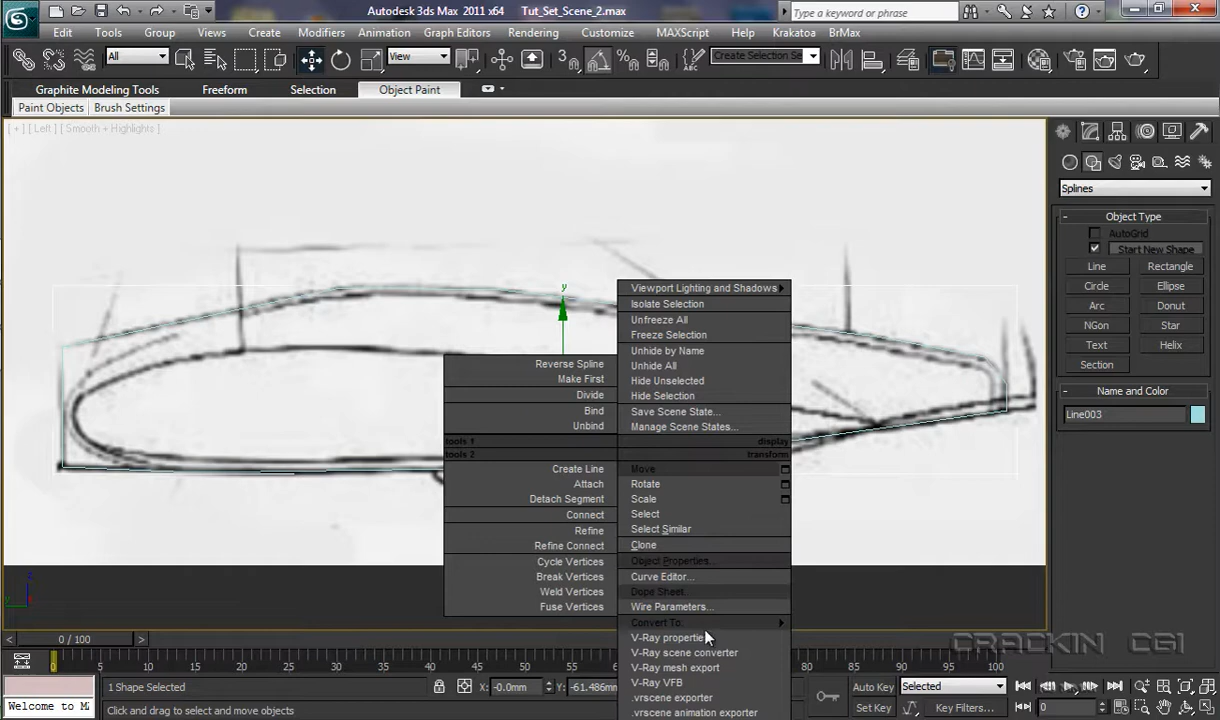 Autodesk 3ds Max 2011 x64 Tut_Set_Scene_2.max
Type a keyword or phrase
Edit Tools Group Views Create Modifiers Animation Graph Editors Rendering Customize MAXScript Help Krakatoa BrMax
All View Create Selection Se
Graphite Modeling Tools Freeform Selection Object Paint
Paint Objects Brush Settings
[ + ] [ Left ] [ Smooth + Highlights ]
Splines
Object Type
AutoGrid
Start New Shape
Line Rectangle
Circle Ellipse
Arc Donut
NGon Star
Text Helix
Section
Name and Color
Line003
y
Viewport Lighting and Shadows
Isolate Selection
Unfreeze All
Freeze Selection
Unhide by Name
Unhide All
Hide Unselected
Hide Selection
Save Scene State...
Manage Scene States...
display
transform
Move
Rotate
Scale
Select
Select Similar
Clone
Object Properties...
Curve Editor...
Dope Sheet...
Wire Parameters...
Convert To:
V-Ray properties
V-Ray scene converter
V-Ray mesh export
V-Ray VFB
.vrscene exporter
.vrscene animation exporter
Reverse Spline
Make First
Divide
Bind
Unbind
tools 1
tools 2
Create Line
Attach
Detach Segment
Connect
Refine
Refine Connect
Cycle Vertices
Break Vertices
Weld Vertices
Fuse Vertices
z
y
CRACKIN CGI
0 / 100
0 5 10 15 20 25 30 35 40 45 50 55 80 85 90 95 100
1 Shape Selected X: -0.0mm Y: -61.486mm Auto Key Selected
Welcome to M Click and drag to select and move objects Set Key Key Filters... 0